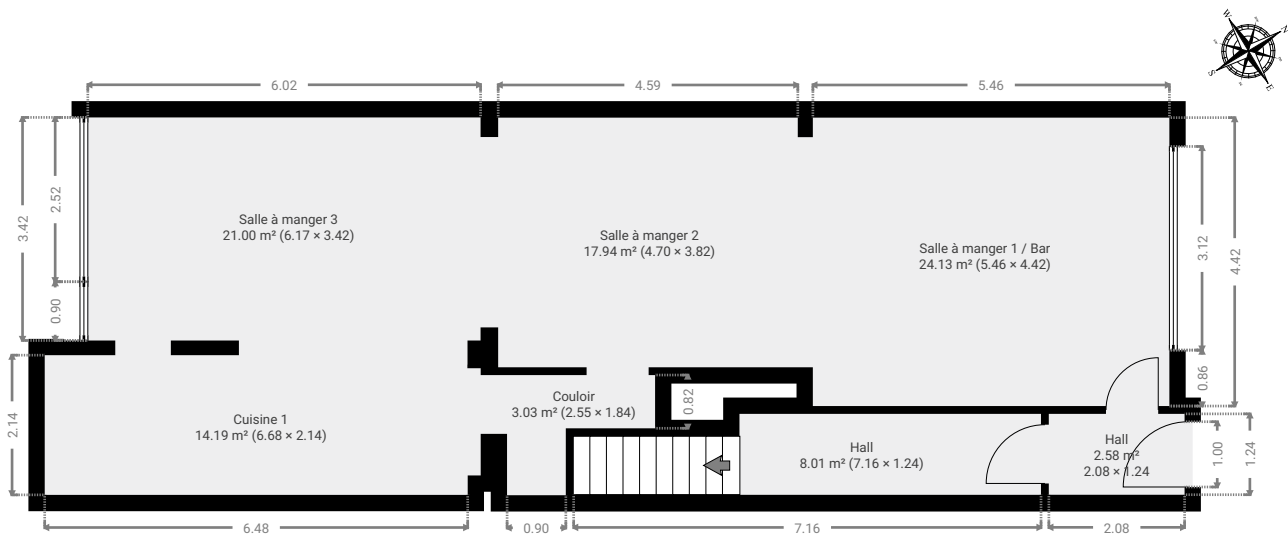 W
N
S
E
6.02
4.59
5.46
3.42
2.52
0.90
Salle à manger 3
21.00 m² (6.17 × 3.42)
Salle à manger 2
17.94 m² (4.70 × 3.82)
Salle à manger 1 / Bar
24.13 m² (5.46 × 4.42)
3.12
4.42
0.86
2.14
Cuisine 1
14.19 m² (6.68 × 2.14)
Couloir
3.03 m² (2.55 × 1.84)
0.82
Hall
8.01 m² (7.16 × 1.24)
Hall
2.58 m²
2.08 × 1.24
1.00
1.24
6.48
0.90
7.16
2.08